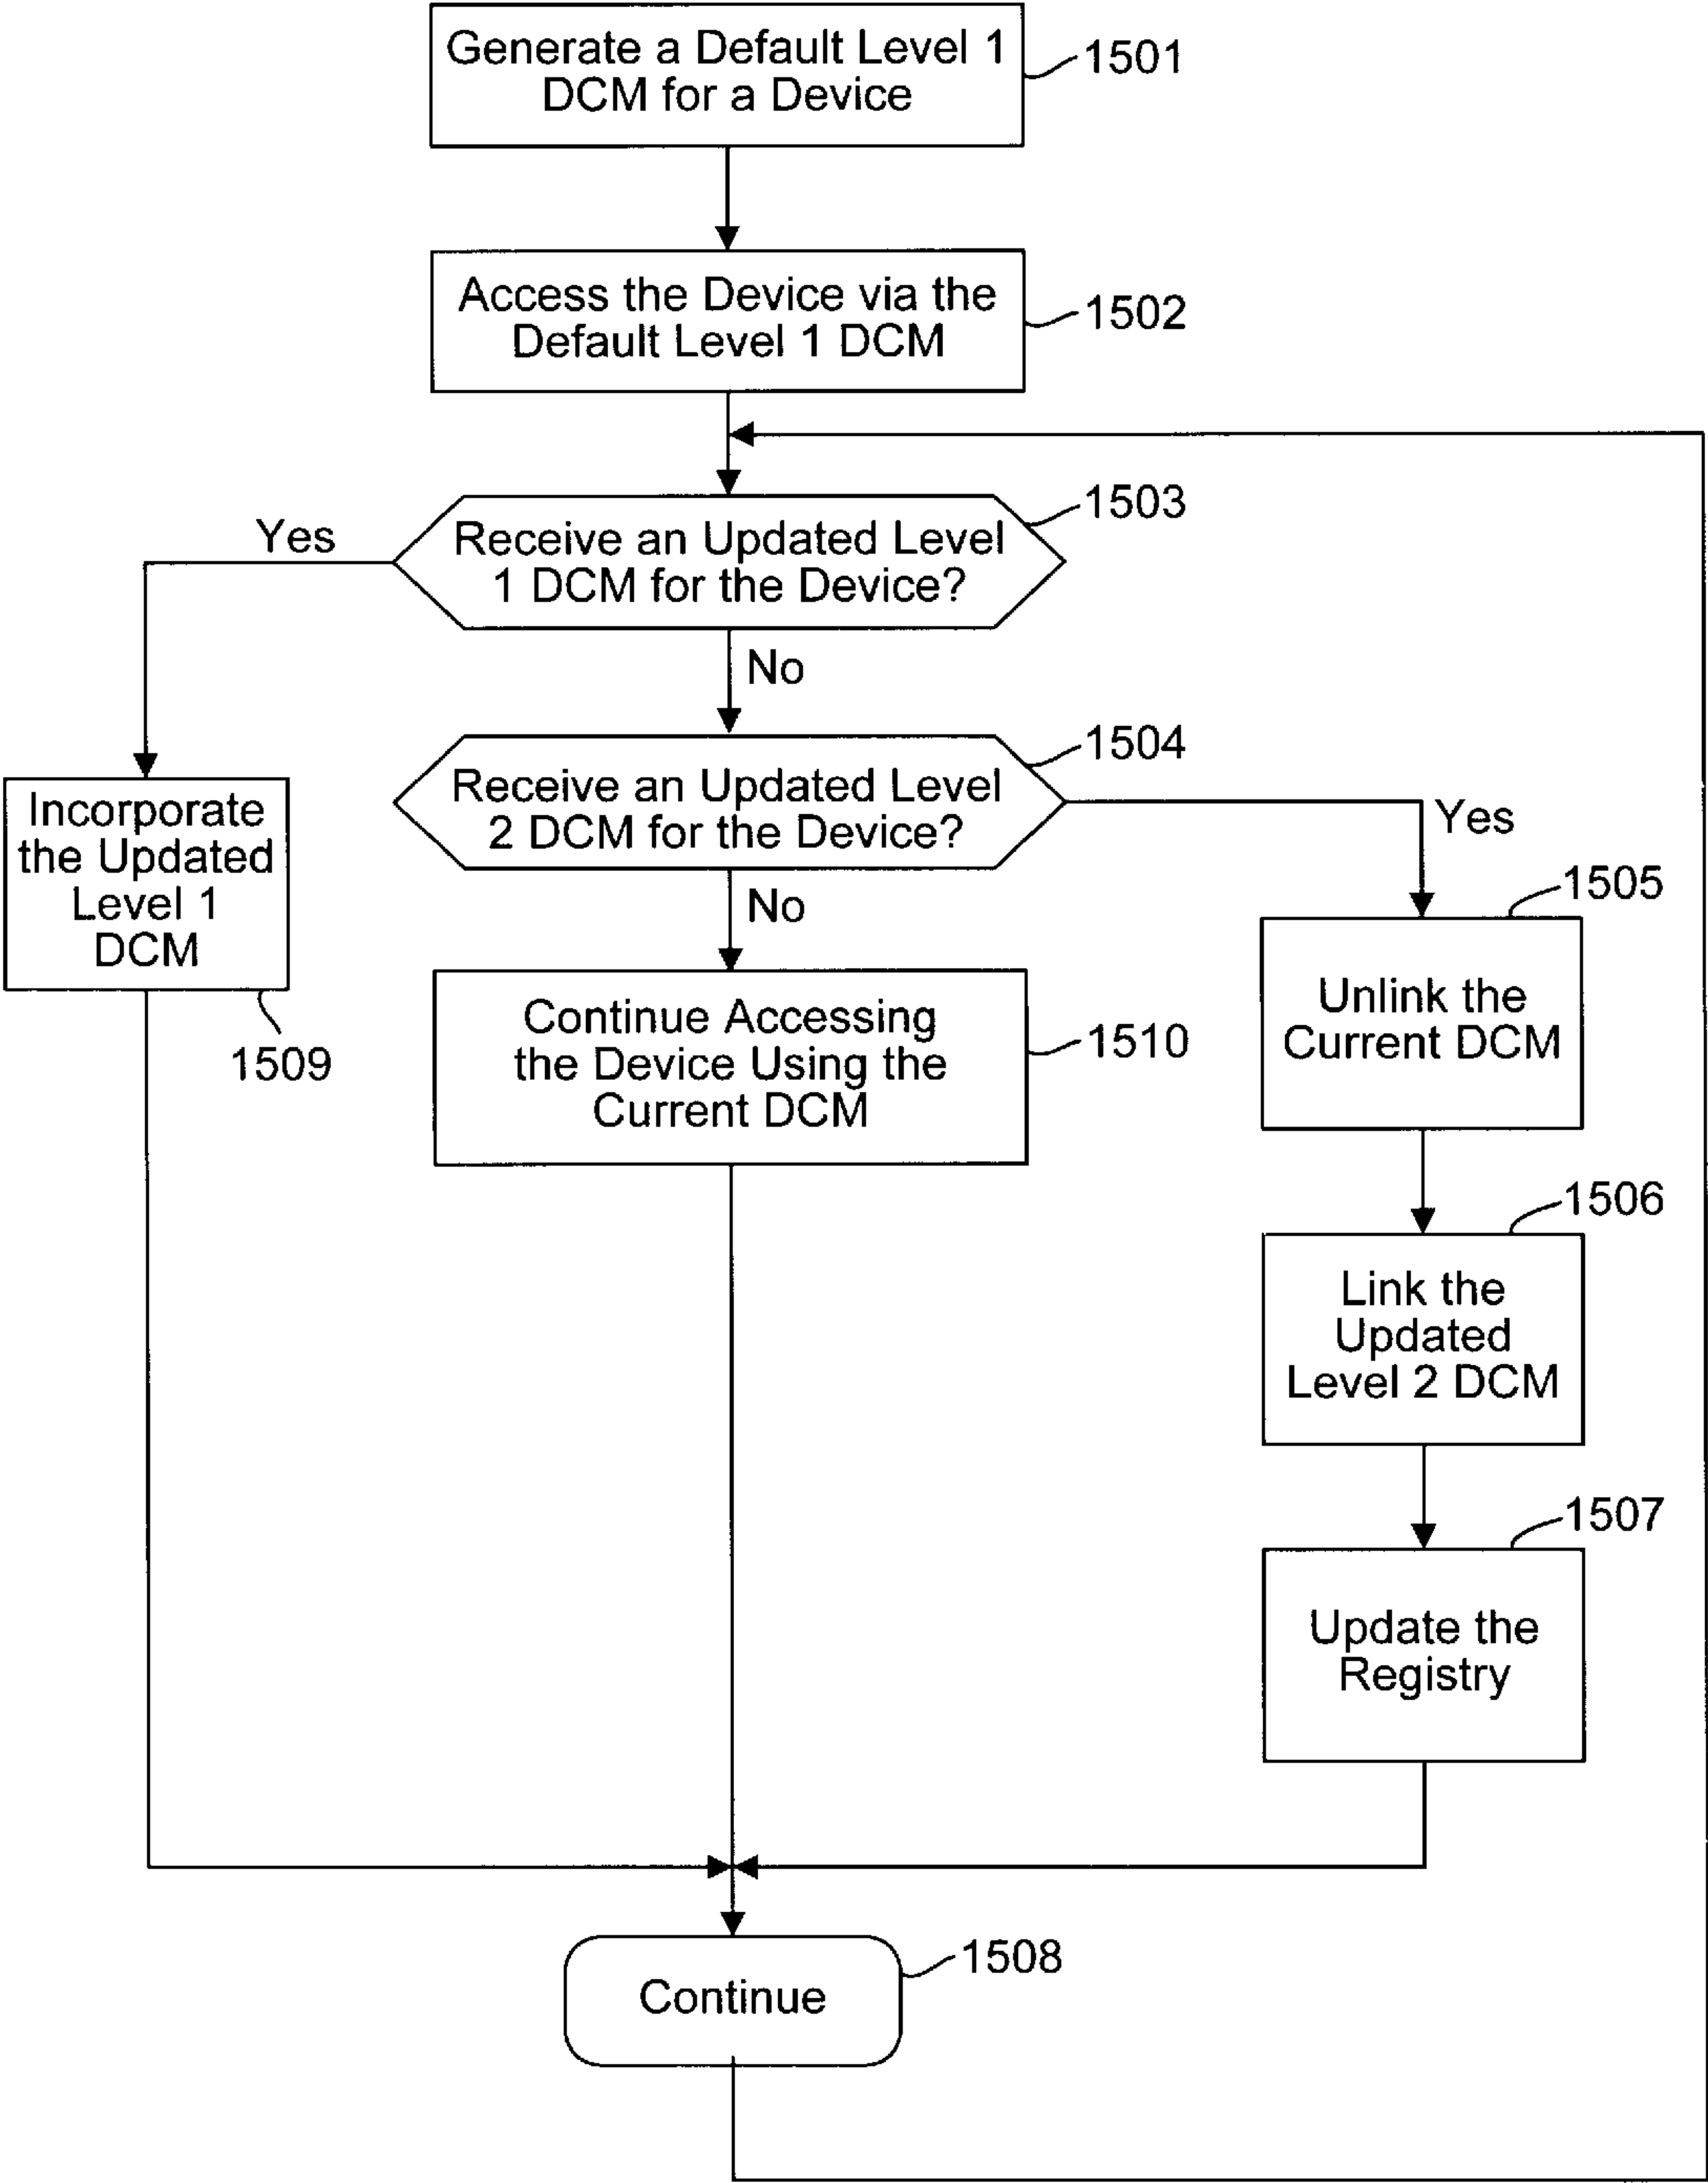 Generate a Default Level 1
DCM for a Device
1501
Access the Device via the
Default Level 1 DCM
1502
Receive an Updated Level
1 DCM for the Device?
1503
Yes
No
Receive an Updated Level
2 DCM for the Device?
1504
Yes
No
Incorporate
the Updated
Level 1
DCM
1509
Continue Accessing
the Device Using the
Current DCM
1510
Unlink the
Current DCM
1505
Link the
Updated
Level 2 DCM
1506
Update the
Registry
1507
Continue
1508